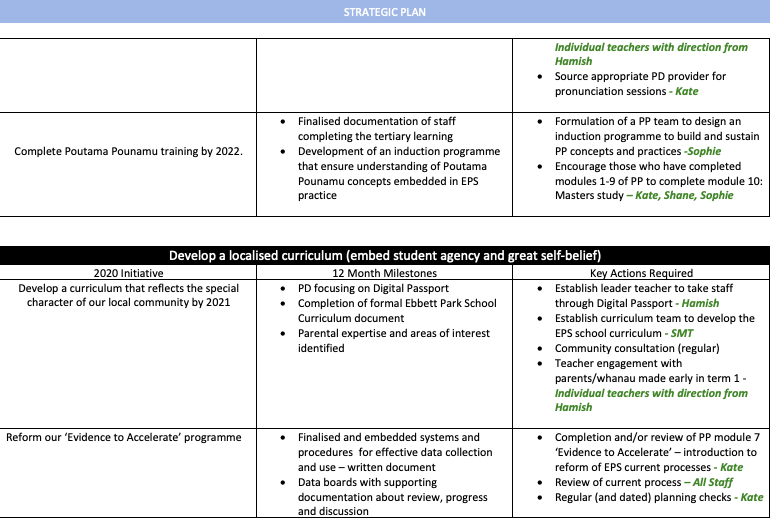 STRATEGIC PLAN
Individual teachers with direction from
Hamish
• Source appropriate PD provider for
pronunciation sessions - Kate
Complete Poutama Pounamu training by 2022.
• Finalised documentation of staff
completing the tertiary learning
• Development of an induction programme
that ensure understanding of Poutama
Pounamu concepts embedded in EPS
practice
• Formulation of a PP team to design an
induction programme to build and sustain
PP concepts and practices -Sophie
• Encourage those who have completed
modules 1-9 of PP to complete module 10:
Masters study – Kate, Shane, Sophie
Develop a localised curriculum (embed student agency and great self-belief)
2020 Initiative
12 Month Milestones
Key Actions Required
Develop a curriculum that reflects the special
character of our local community by 2021
• PD focusing on Digital Passport
• Completion of formal Ebbett Park School
Curriculum document
• Parental expertise and areas of interest
identified
• Establish leader teacher to take staff
through Digital Passport - Hamish
• Establish curriculum team to develop the
EPS school curriculum - SMT
• Community consultation (regular)
• Teacher engagement with
parents/whanau made early in term 1 -
Individual teachers with direction from
Hamish
Reform our ‘Evidence to Accelerate’ programme
• Finalised and embedded systems and
procedures for effective data collection
and use – written document
• Data boards with supporting
documentation about review, progress
and discussion
• Completion and/or review of PP module 7
‘Evidence to Accelerate’ – introduction to
reform of EPS current processes - Kate
• Review of current process – All Staff
• Regular (and dated) planning checks - Kate